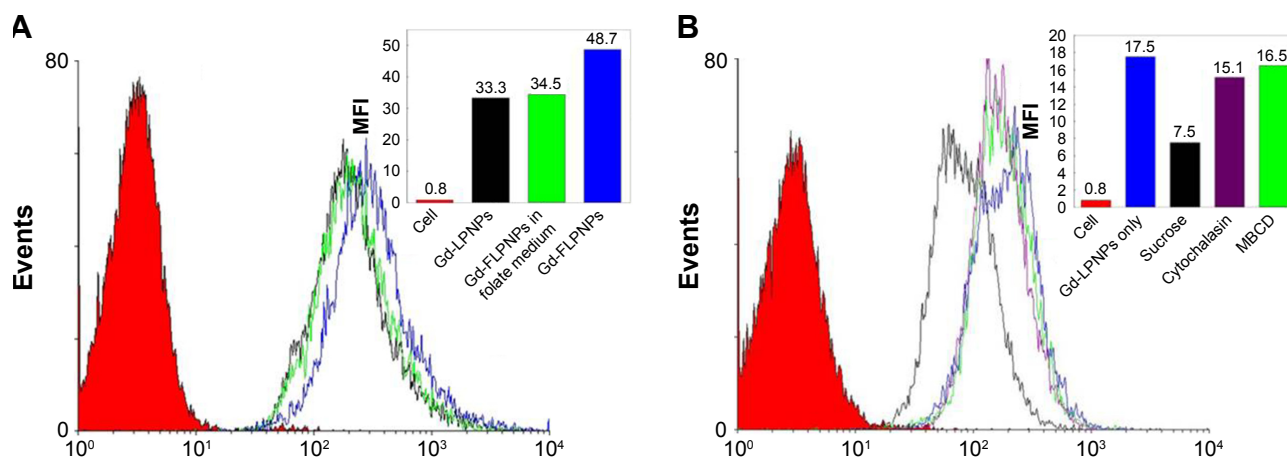 A
80
Events
0
10⁰
10¹
10²
10³
10⁴
MFI
50
40
30
20
10
0
0.8
33.3
34.5
48.7
Cell
Gd-LPNPs
Gd-FLPNPs in
folate medium
Gd-FLPNPs
B
80
Events
0
10⁰
10¹
10²
10³
10⁴
MFI
20
18
16
14
12
10
8
6
4
2
0
0.8
17.5
7.5
15.1
16.5
Cell
Gd-LPNPs only
Sucrose
Cytochalasin
MBCD